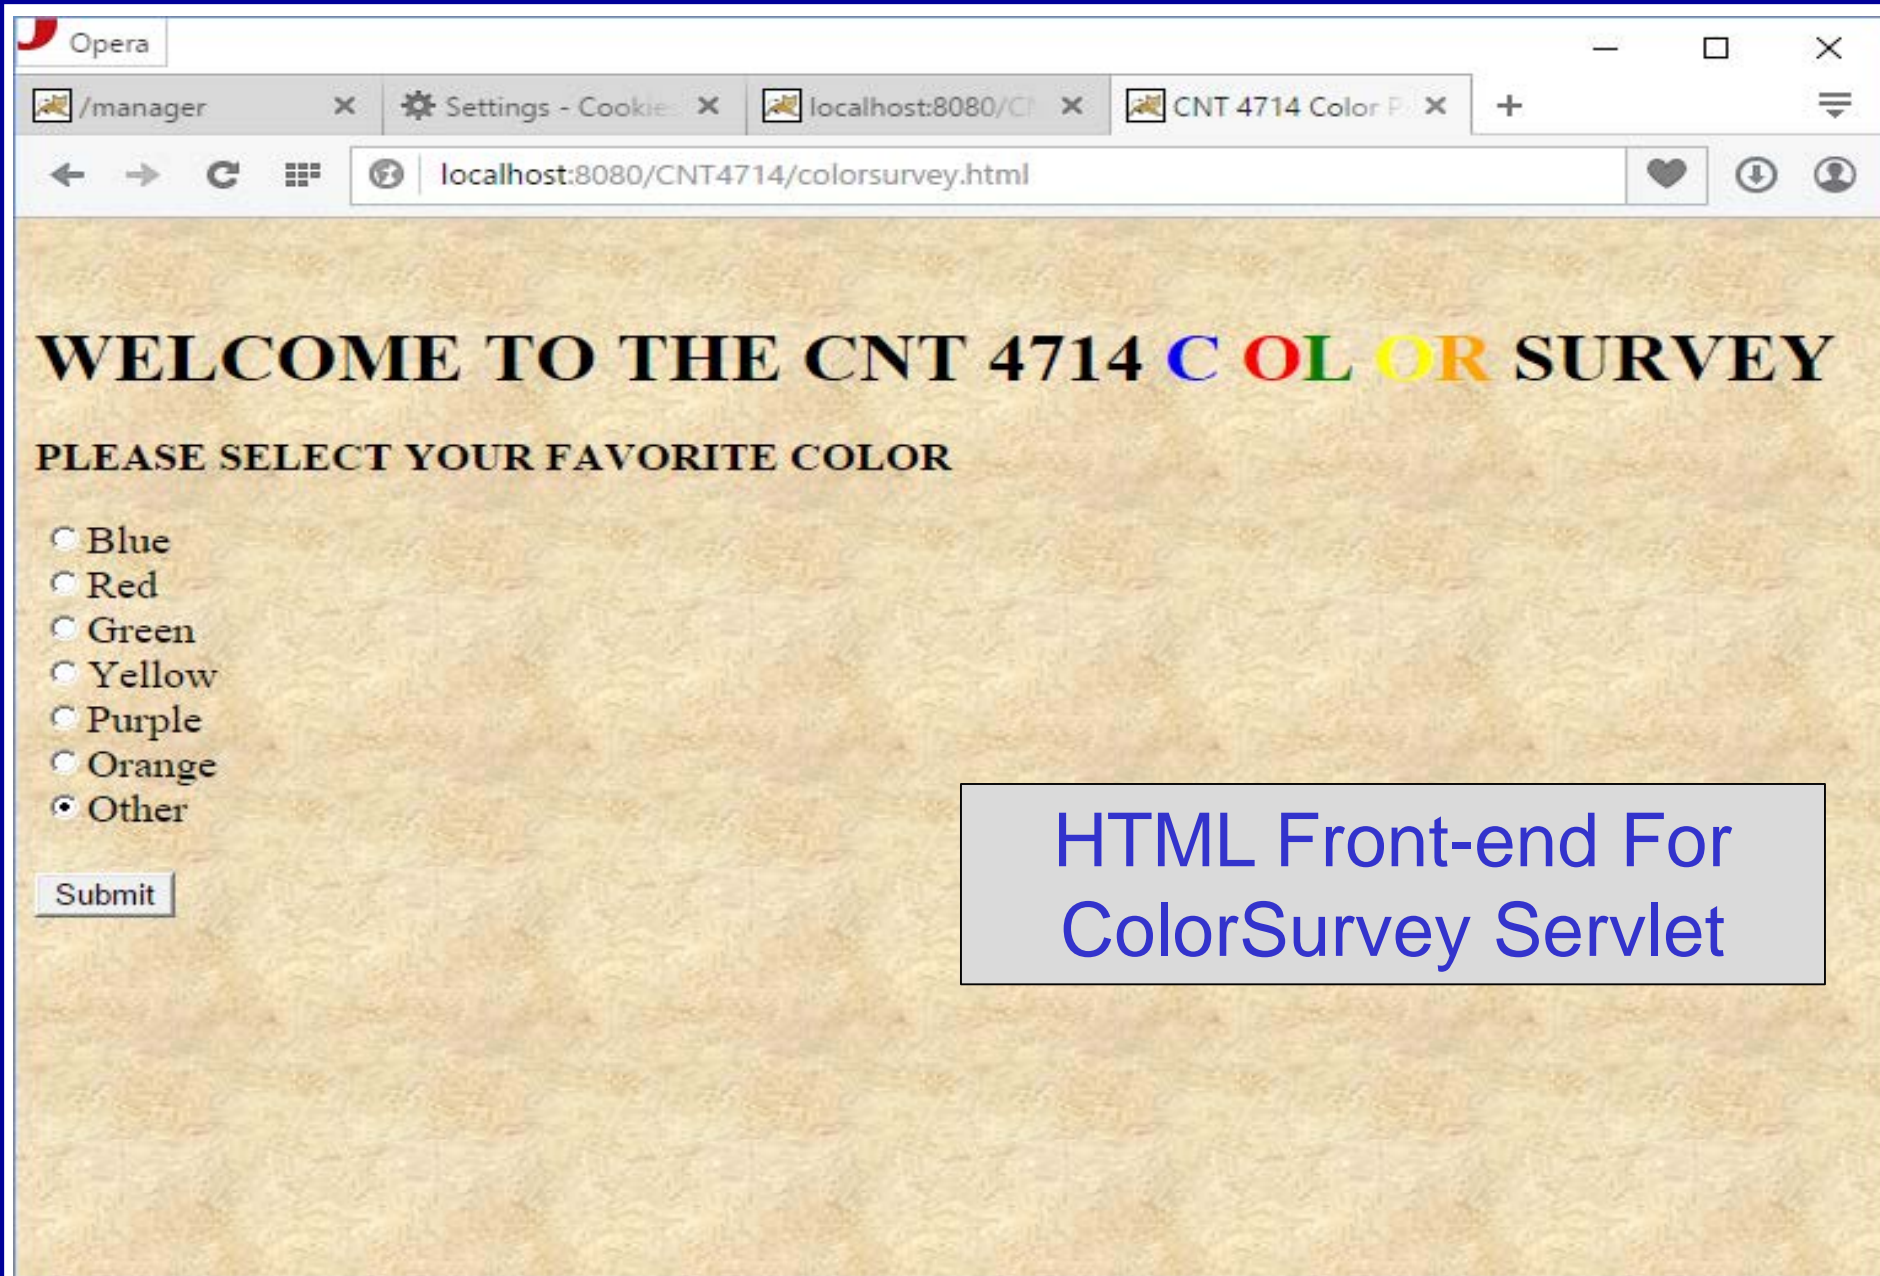 Opera
/manager
Settings - Cookie
localhost:8080/C
CNT 4714 Color P
localhost:8080/CNT4714/colorsurvey.html
WELCOME TO THE CNT 4714 C OL OR SURVEY
PLEASE SELECT YOUR FAVORITE COLOR
Blue
Red
Green
Yellow
Purple
Orange
Other
Submit
HTML Front-end For
ColorSurvey Servlet